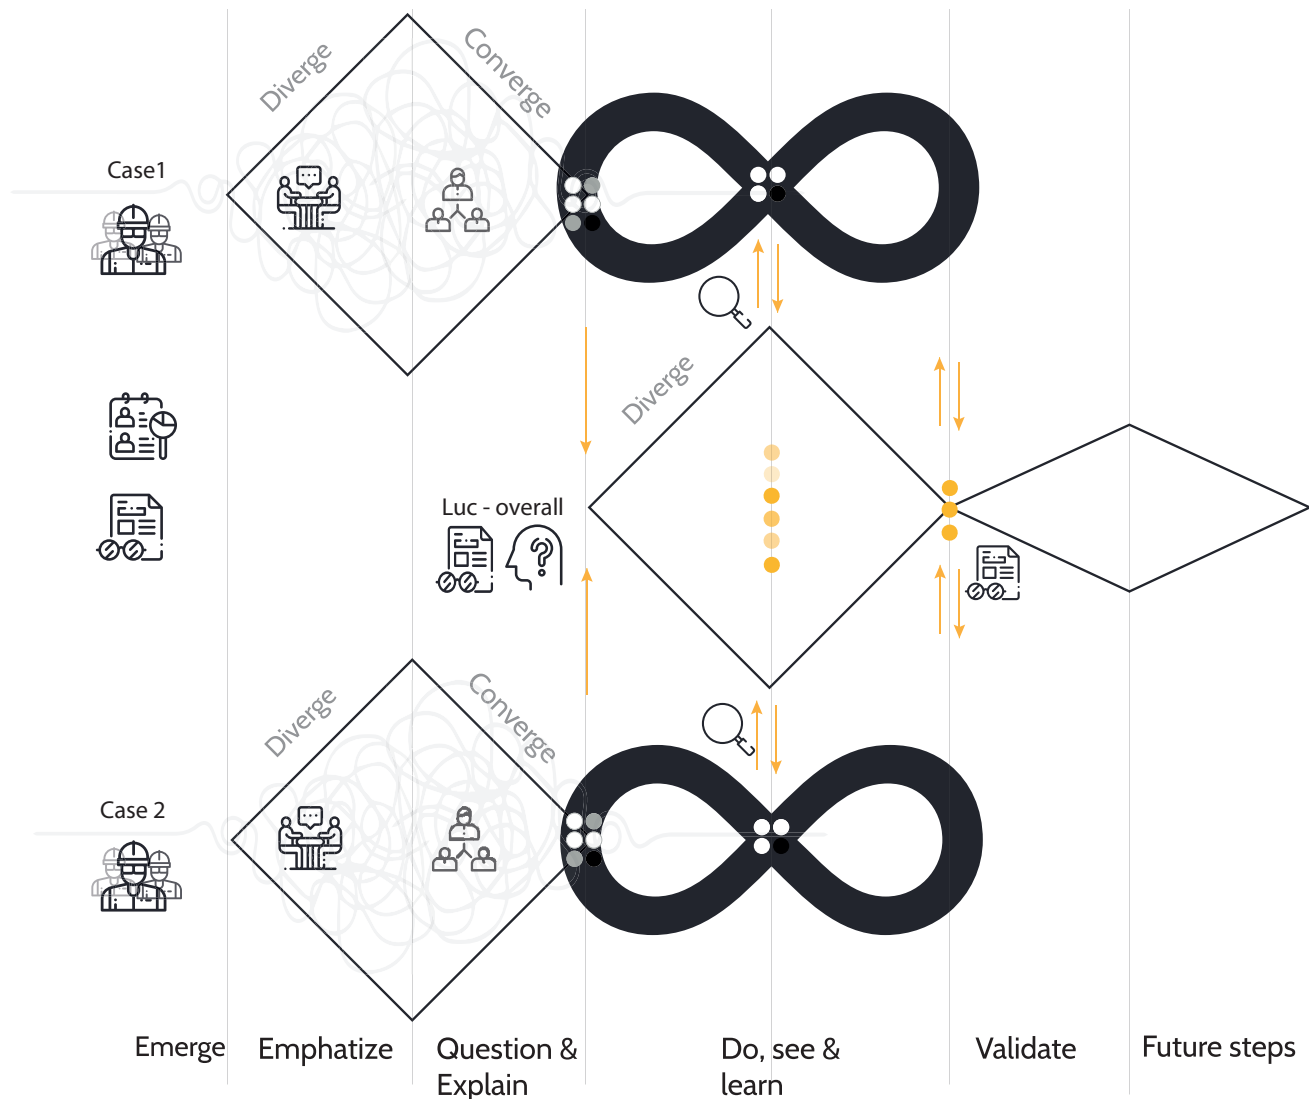 Diverge
Converge
Case1
Diverge
Luc - overall
Diverge
Converge
Case 2
Emerge
Emphatize
Question &
Explain
Do, see &
learn
Validate
Future steps